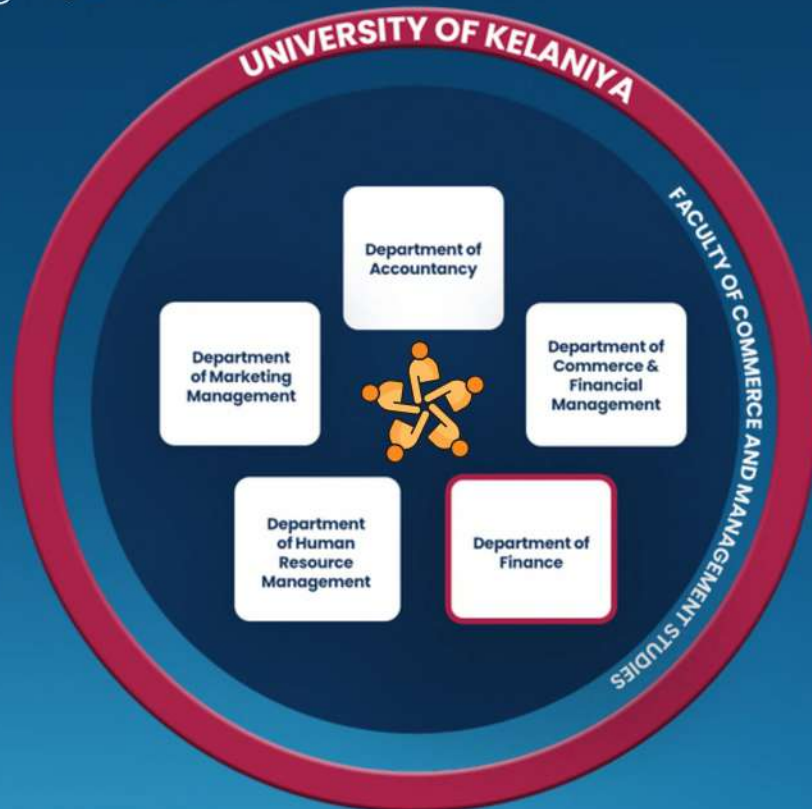 UNIVERSITY OF KELANIYA
FACULTY OF COMMERCE AND MANAGEMENT STUDIES
Department of
Accountancy
Department
of Marketing
Management
Department of
Commerce &
Financial
Management
Department
of Human
Resource
Management
Department of
Finance